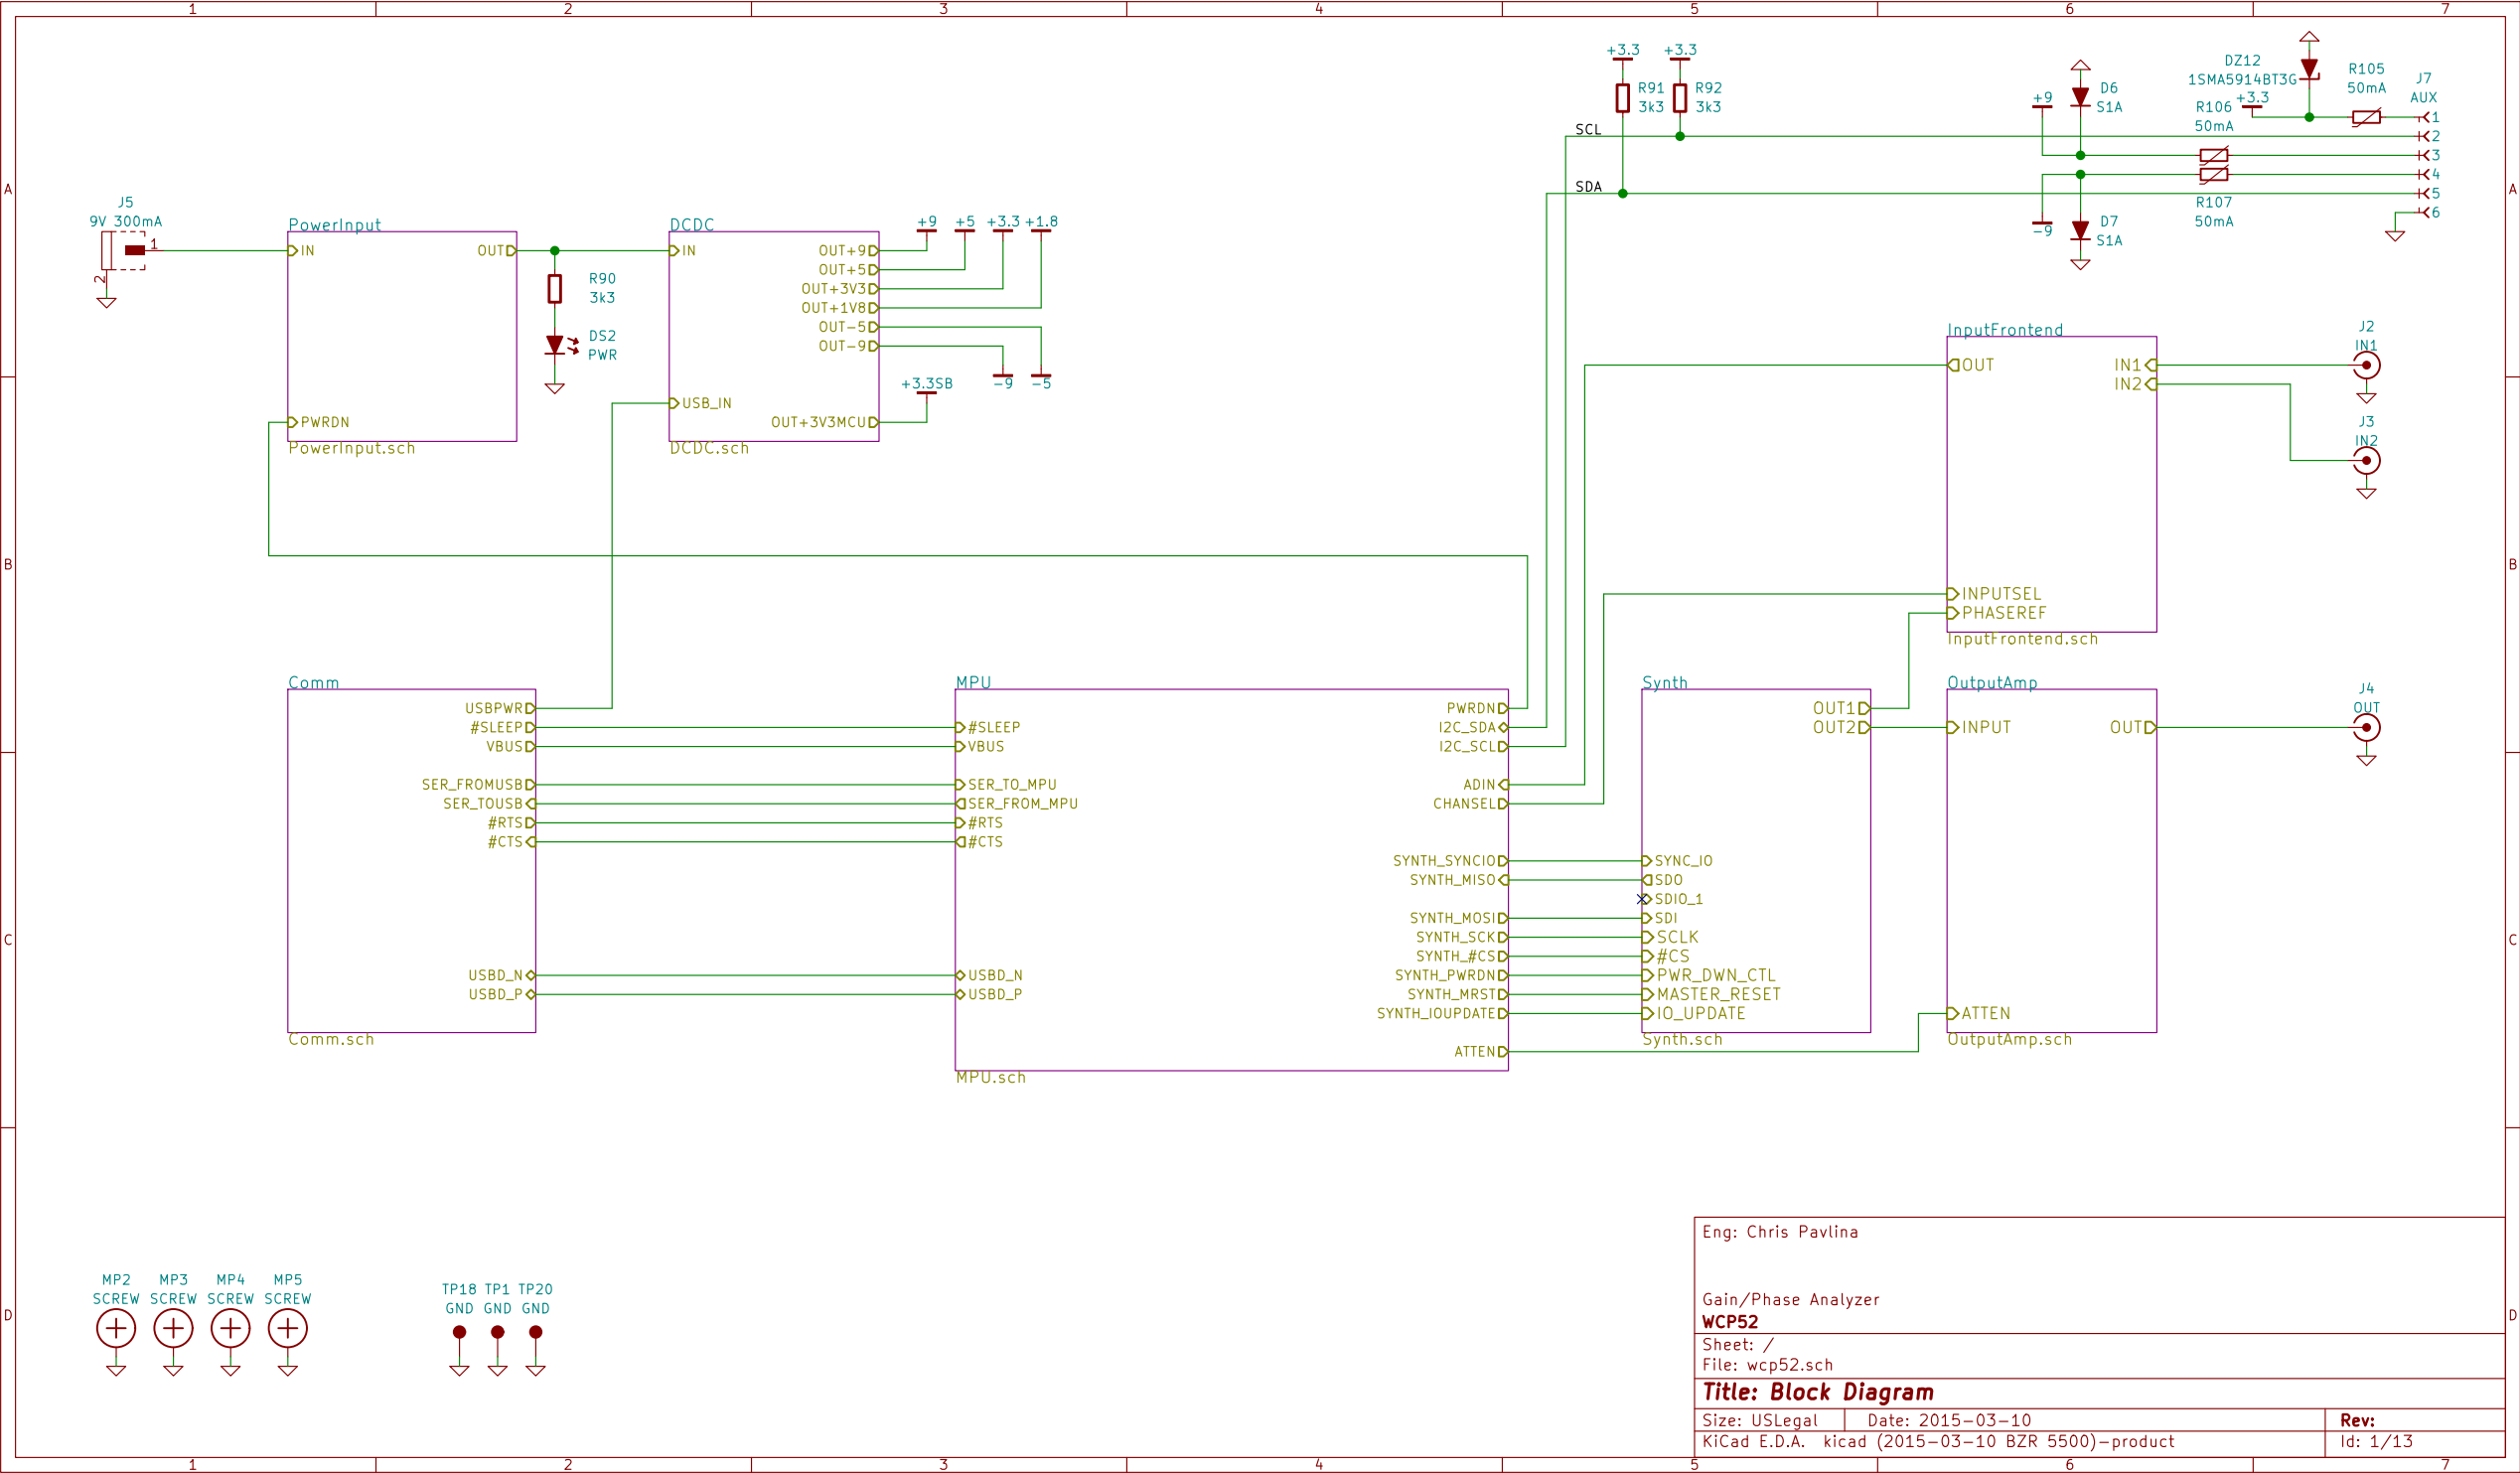 1 2 3 4 5 6 7
A
B
C
D
A
B
C
D
J5
9V 300mA
1
2
PowerInput
IN
OUT
PWRDN
PowerInput.sch
R90
3k3
DS2
PWR
DCDC
IN
USB_IN
OUT+9
OUT+5
OUT+3V3
OUT+1V8
OUT-5
OUT-9
OUT+3V3MCU
DCDC.sch
+9 +5 +3.3 +1.8
-9 -5
+3.3SB
+3.3 +3.3
R91
3k3
R92
3k3
SCL
SDA
+9
D6
S1A
-9
D7
S1A
DZ12
1SMA5914BT3G
+3.3
R105
50mA
R106
50mA
R107
50mA
J7
AUX
1
2
3
4
5
6
InputFrontend
OUT
IN1
IN2
INPUTSEL
PHASEREF
InputFrontend.sch
J2
IN1
J3
IN2
Comm
USBPWR
#SLEEP
VBUS
SER_FROMUSB
SER_TOUSB
#RTS
#CTS
USBD_N
USBD_P
Comm.sch
MPU
#SLEEP
VBUS
SER_TO_MPU
SER_FROM_MPU
#RTS
#CTS
USBD_N
USBD_P
PWRDN
I2C_SDA
I2C_SCL
ADIN
CHANSEL
SYNTH_SYNCIO
SYNTH_MISO
SYNTH_MOSI
SYNTH_SCK
SYNTH_#CS
SYNTH_PWRDN
SYNTH_MRST
SYNTH_IOUPDATE
ATTEN
MPU.sch
Synth
OUT1
OUT2
SYNC_IO
SDO
SDIO_1
SDI
SCLK
#CS
PWR_DWN_CTL
MASTER_RESET
IO_UPDATE
Synth.sch
OutputAmp
INPUT
OUT
ATTEN
OutputAmp.sch
J4
OUT
MP2 MP3 MP4 MP5
SCREW SCREW SCREW SCREW
TP18 TP1 TP20
GND GND GND
Eng: Chris Pavlina
Gain/Phase Analyzer
WCP52
Sheet: /
File: wcp52.sch
Title: Block Diagram
Size: USLegal Date: 2015-03-10 Rev:
KiCad E.D.A. kicad (2015-03-10 BZR 5500)-product Id: 1/13
1 2 3 4 5 6 7